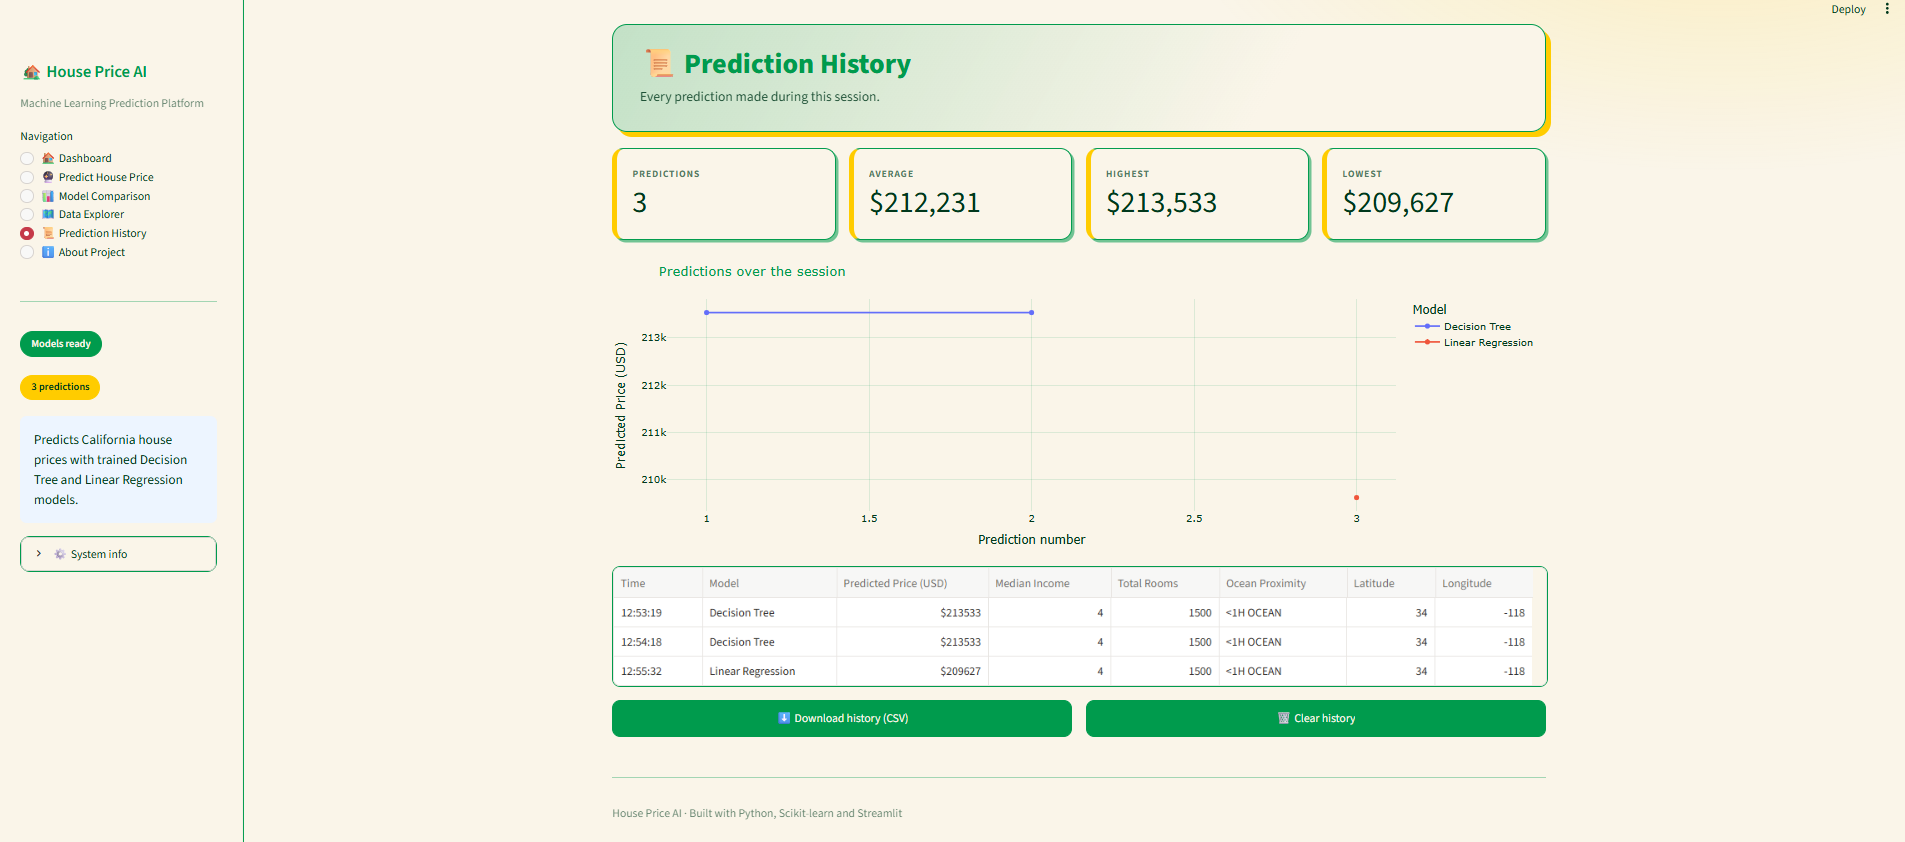 Deploy
House Price AI
Machine Learning Prediction Platform
Navigation
Dashboard
Predict House Price
Model Comparison
Data Explorer
Prediction History
About Project
Models ready
3 predictions
Predicts California house
prices with trained Decision
Tree and Linear Regression
models.
System info
Prediction History
Every prediction made during this session.
PREDICTIONS
3
AVERAGE
$212,231
HIGHEST
$213,533
LOWEST
$209,627
Predictions over the session
Predicted Price (USD)
213k
212k
211k
210k
1 1.5 2 2.5 3
Prediction number
Model
Decision Tree
Linear Regression
Time Model Predicted Price (USD) Median Income Total Rooms Ocean Proximity Latitude Longitude
12:53:19 Decision Tree $213533 4 1500 <1H OCEAN 34 -118
12:54:18 Decision Tree $213533 4 1500 <1H OCEAN 34 -118
12:55:32 Linear Regression $209627 4 1500 <1H OCEAN 34 -118
Download history (CSV)
Clear history
House Price AI · Built with Python, Scikit-learn and Streamlit